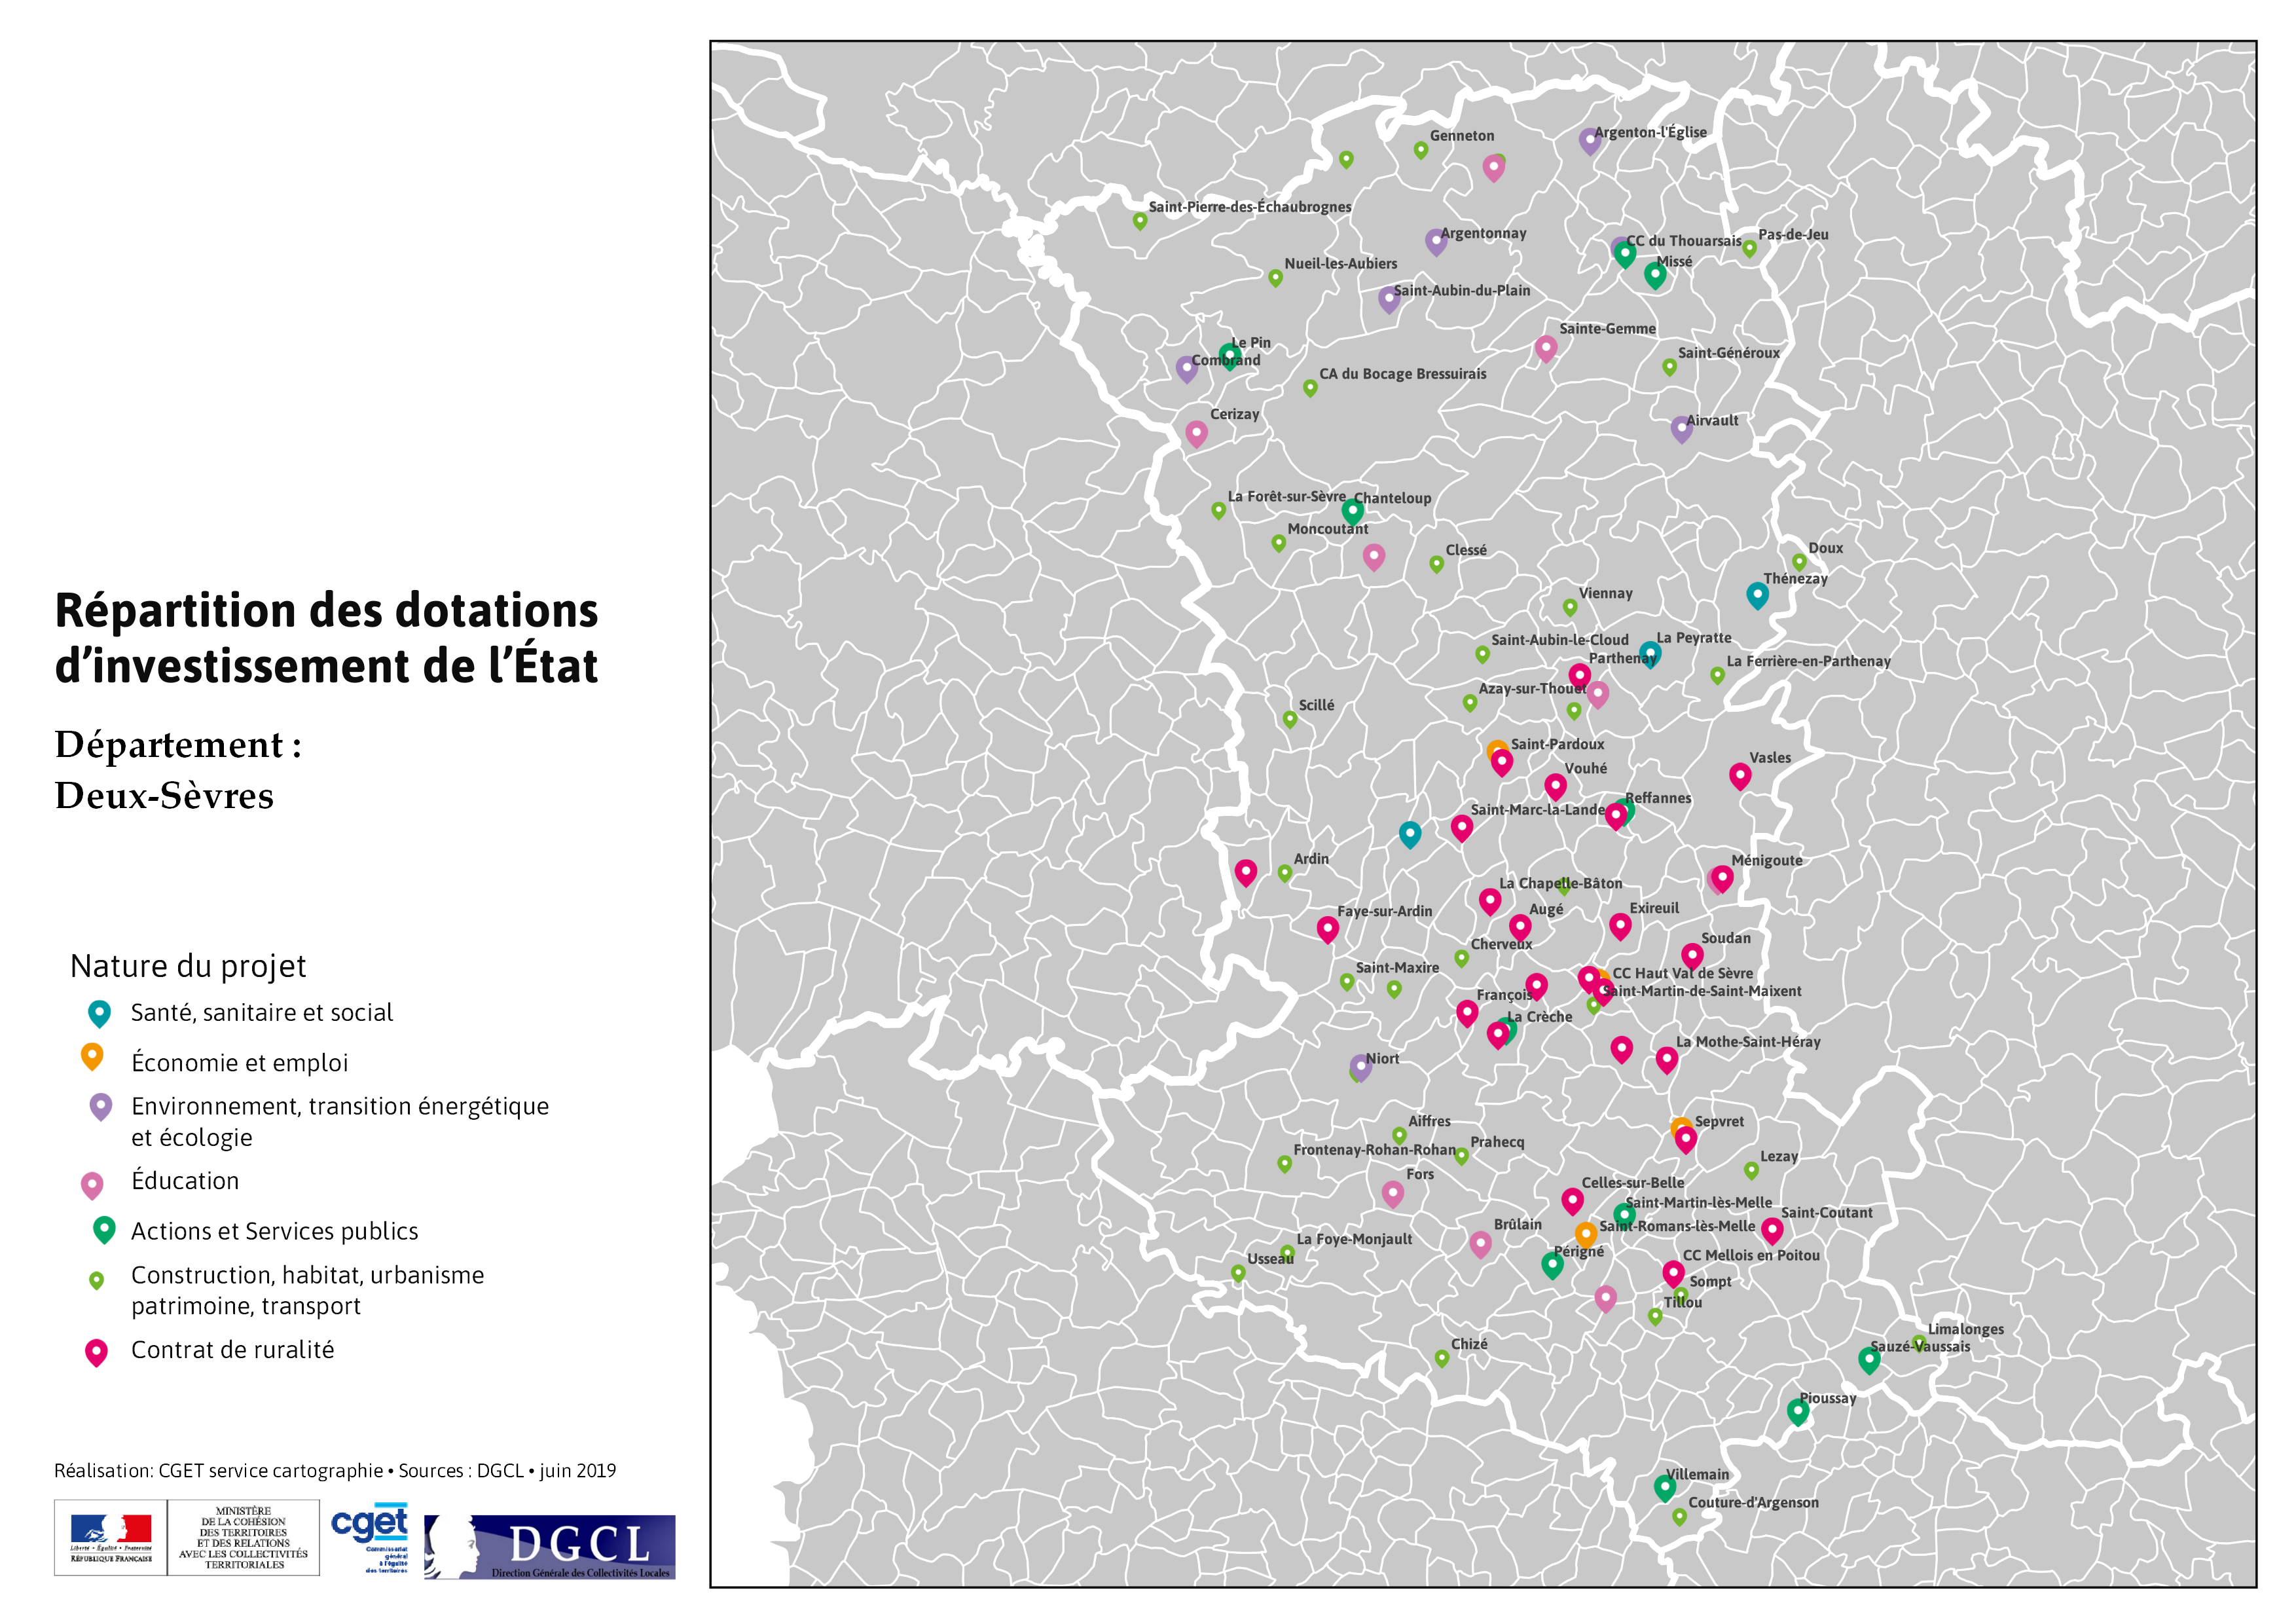 Répartition des dotations
d’investissement de l’État
Département :
Deux-Sèvres
Nature du projet
Santé, sanitaire et social
Économie et emploi
Environnement, transition énergétique
et écologie
Éducation
Actions et Services publics
Construction, habitat, urbanisme
patrimoine, transport
Contrat de ruralité
Réalisation: CGET service cartographie • Sources : DGCL • juin 2019
Liberté • Égalité • Fraternité
RÉPUBLIQUE FRANÇAISE
MINISTÈRE
DE LA COHÉSION
DES TERRITOIRES
ET DES RELATIONS
AVEC LES COLLECTIVITÉS
TERRITORIALES
cget
Commissariat
général
à l'égalité
des territoires
DGCL
Direction Générale des Collectivités Locales
Genneton
Argenton-l'Église
Saint-Pierre-des-Échaubrognes
Argentonnay
CC du Thouarsais
Pas-de-Jeu
Missé
Nueil-les-Aubiers
Saint-Aubin-du-Plain
Sainte-Gemme
Le Pin
Combrand
Saint-Généroux
CA du Bocage Bressuirais
Cerizay
Airvault
La Forêt-sur-Sèvre
Chanteloup
Moncoutant
Clessé
Doux
Thénezay
Viennay
Saint-Aubin-le-Cloud
La Peyratte
Parthenay
La Ferrière-en-Parthenay
Azay-sur-Thouet
Scillé
Saint-Pardoux
Vasles
Vouhé
Reffannes
Saint-Marc-la-Lande
Ardin
Ménigoute
La Chapelle-Bâton
Faye-sur-Ardin
Augé
Exireuil
Soudan
Cherveux
Saint-Maxire
CC Haut Val de Sèvre
Saint-Martin-de-Saint-Maixent
François
La Crèche
La Mothe-Saint-Héray
Niort
Aiffres
Sepvret
Prahecq
Frontenay-Rohan-Rohan
Lezay
Fors
Celles-sur-Belle
Saint-Martin-lès-Melle
Saint-Coutant
Brûlain
Saint-Romans-lès-Melle
La Foye-Monjault
Périgné
CC Mellois en Poitou
Usseau
Sompt
Tillou
Limalonges
Chizé
Sauzé-Vaussais
Pioussay
Villemain
Couture-d'Argenson